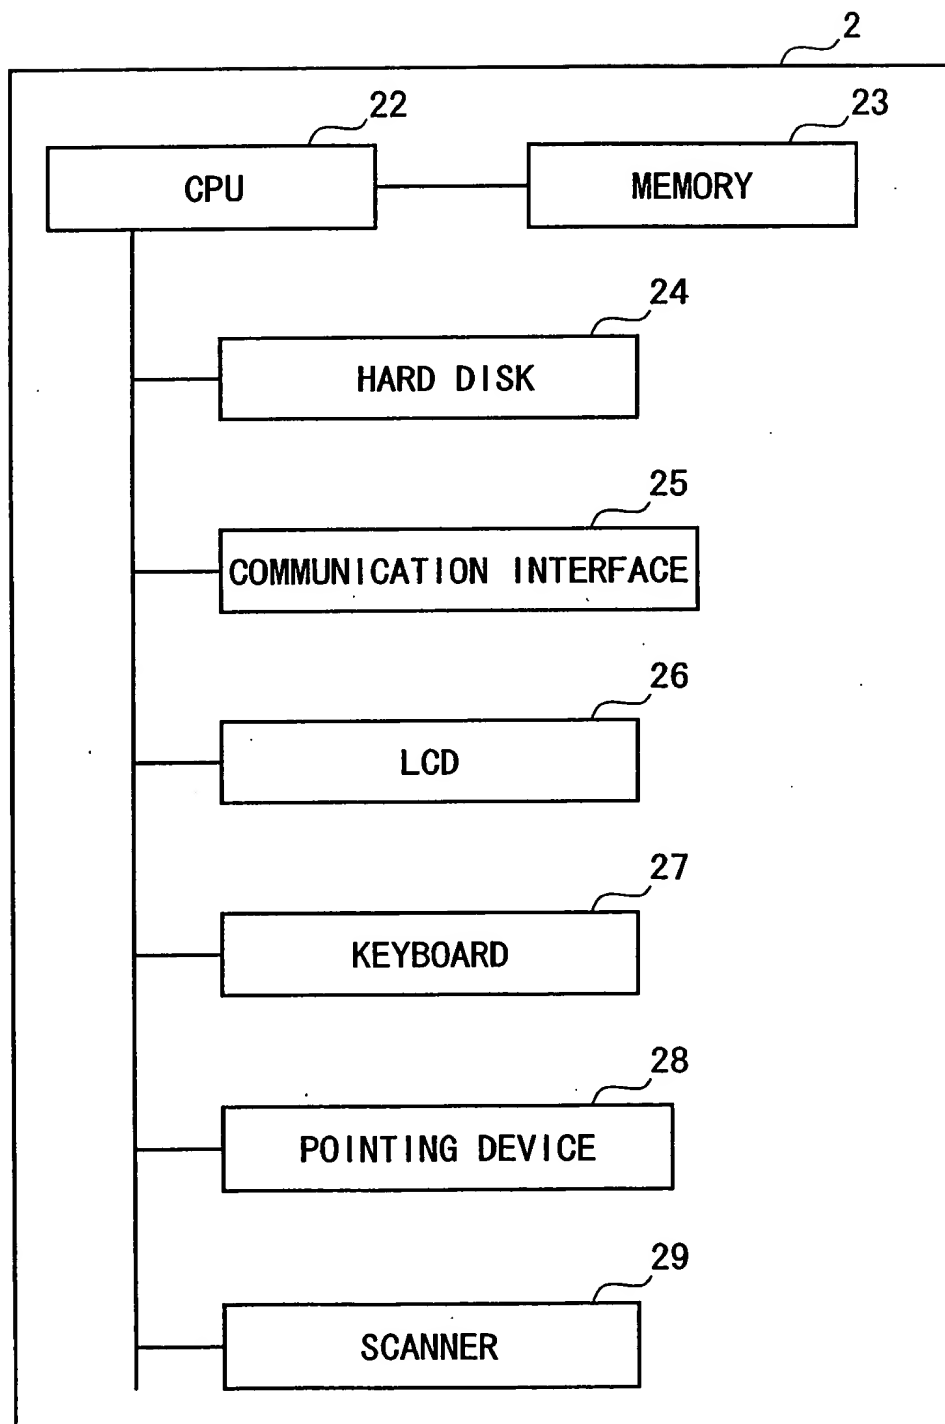 2
22
23
CPU
MEMORY
24
HARD DISK
25
COMMUNICATION INTERFACE
26
LCD
27
KEYBOARD
28
POINTING DEVICE
29
SCANNER